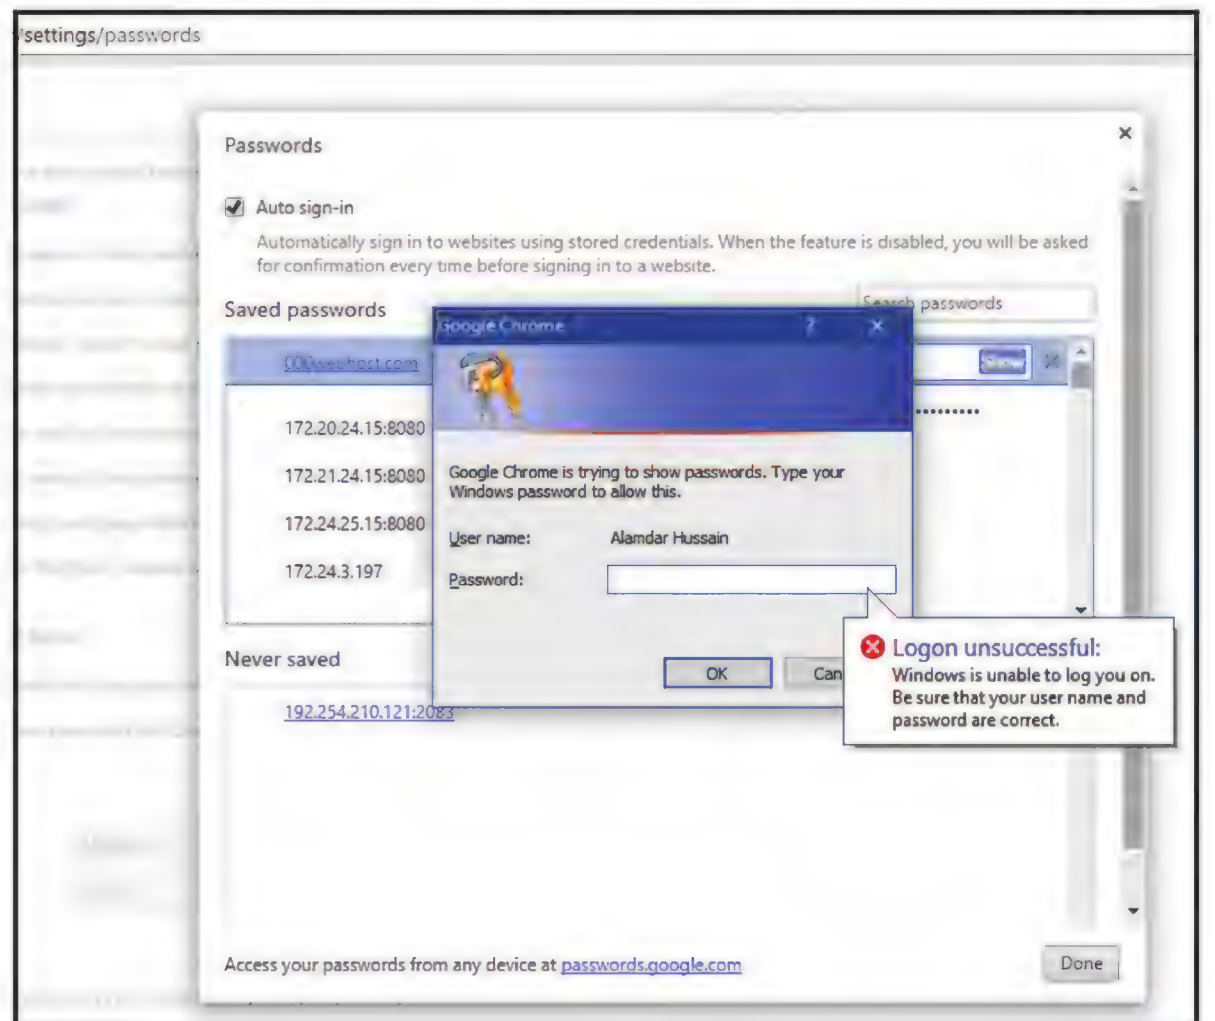 /settings/passwords
Passwords
×
Auto sign-in
Automatically sign in to websites using stored credentials. When the feature is disabled, you will be asked
for confirmation every time before signing in to a website.
Saved passwords
Search passwords
Google Chrome
?
×
000webhost.com
Show
×
172.20.24.15:8080
••••••••••
172.21.24.15:8080
Google Chrome is trying to show passwords. Type your
Windows password to allow this.
172.24.25.15:8080
User name:
Alamdar Hussain
172.24.3.197
Password:
Logon unsuccessful:
Windows is unable to log you on.
Be sure that your user name and
password are correct.
Never saved
OK
Can
192.254.210.121:2083
Access your passwords from any device at passwords.google.com
Done